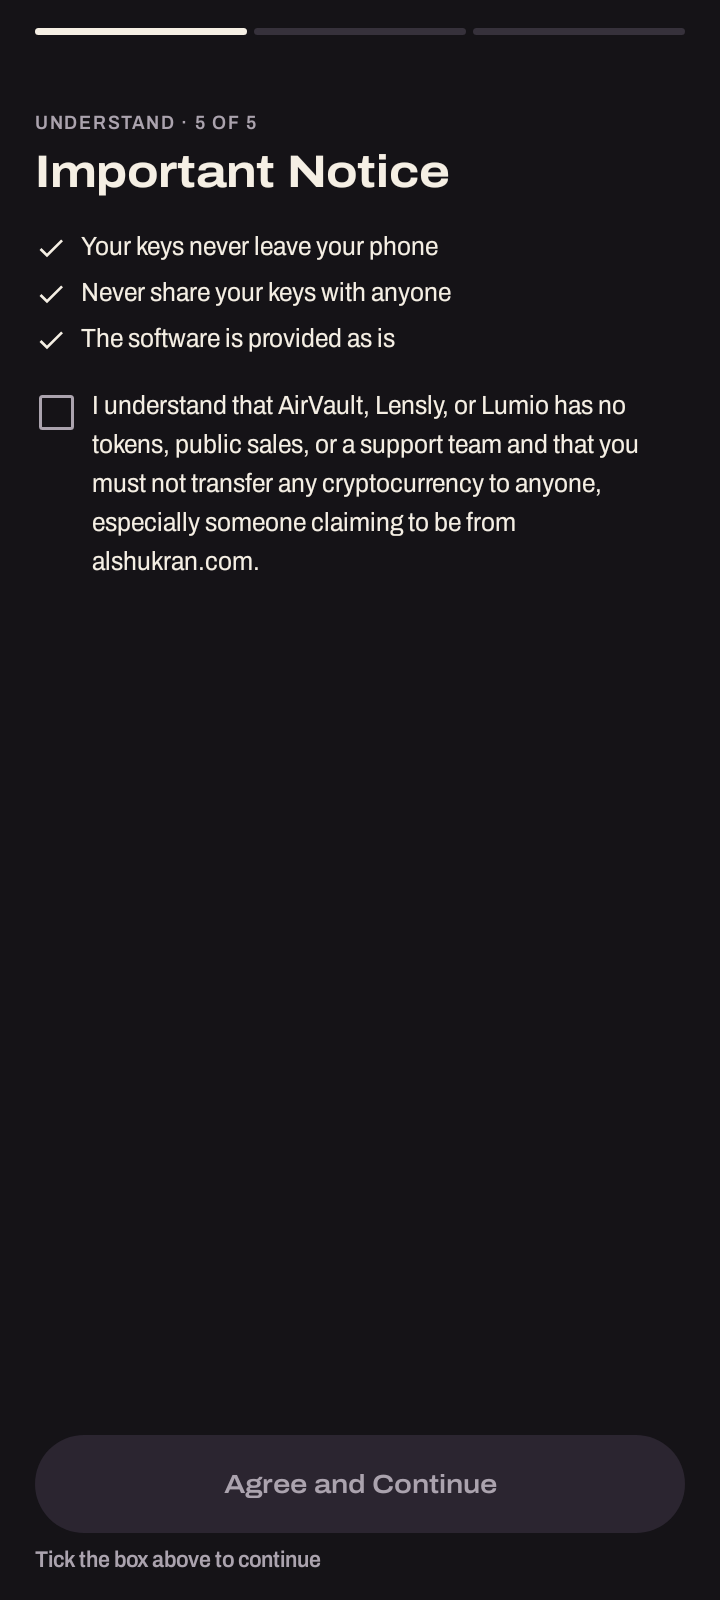 UNDERSTAND · 5 OF 5
Important Notice
Your keys never leave your phone
Never share your keys with anyone
The software is provided as is
I understand that AirVault, Lensly, or Lumio has no
tokens, public sales, or a support team and that you
must not transfer any cryptocurrency to anyone,
especially someone claiming to be from
alshukran.com.
Agree and Continue
Tick the box above to continue